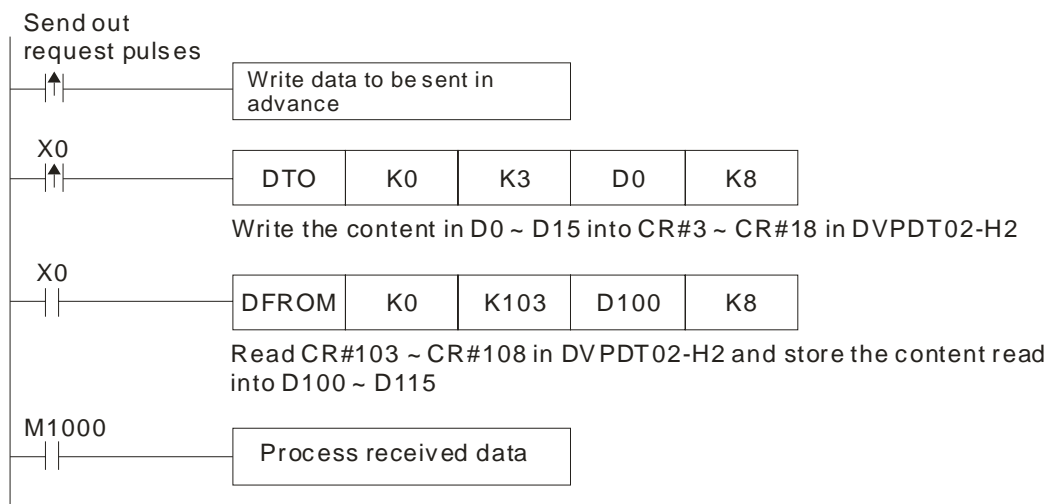 Send out
request pulses
Write data to be sent in
advance
X0
DTO K0 K3 D0 K8
Write the content in D0 ~ D15 into CR#3 ~ CR#18 in DVPDT02-H2
X0
DFROM K0 K103 D100 K8
Read CR#103 ~ CR#108 in DVPDT02-H2 and store the content read
into D100 ~ D115
M1000
Process received data